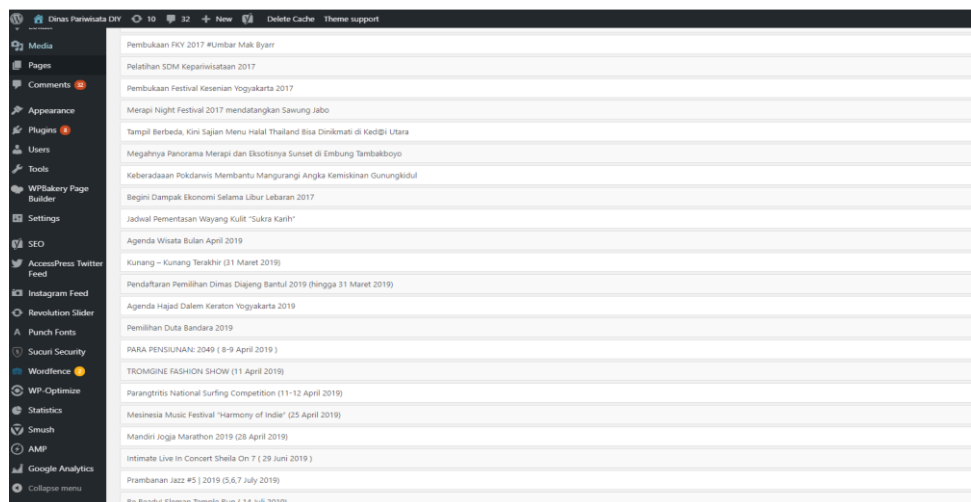 Dinas Pariwisata DIY 10 32 + New Delete Cache Theme support
Media
Pages
Comments 32
Appearance
Plugins 8
Users
Tools
WPBakery Page
Builder
Settings
SEO
AccessPress Twitter
Feed
Instagram Feed
Revolution Slider
Punch Fonts
Sucuri Security
Wordfence
WP-Optimize
Statistics
Smush
AMP
Google Analytics
Collapse menu
Pembukaan FKY 2017 #Umbar Mak Byarr
Pelatihan SDM Kepariwisataan 2017
Pembukaan Festival Kesenian Yogyakarta 2017
Merapi Night Festival 2017 mendatangkan Sawung Jabo
Tampil Berbeda, Kini Sajian Menu Halal Thailand Bisa Dinikmati di Ked@i Utara
Megahnya Panorama Merapi dan Eksotisnya Sunset di Embung Tambakboyo
Keberadaaan Pokdarwis Membantu Mangurangi Angka Kemiskinan Gunungkidul
Begini Dampak Ekonomi Selama Libur Lebaran 2017
Jadwal Pementasan Wayang Kulit "Sukra Karih"
Agenda Wisata Bulan April 2019
Kunang – Kunang Terakhir (31 Maret 2019)
Pendaftaran Pemilihan Dimas Diajeng Bantul 2019 (hingga 31 Maret 2019)
Agenda Hajad Dalem Keraton Yogyakarta 2019
Pemilihan Duta Bandara 2019
PARA PENSIUNAN: 2049 ( 8-9 April 2019 )
TROMGINE FASHION SHOW (11 April 2019)
Parangtritis National Surfing Competition (11-12 April 2019)
Mesinesia Music Festival "Harmony of Indie" (25 April 2019)
Mandiri Jogja Marathon 2019 (28 April 2019)
Intimate Live In Concert Sheila On 7 ( 29 Juni 2019 )
Prambanan Jazz #5 | 2019 (5,6,7 July 2019)